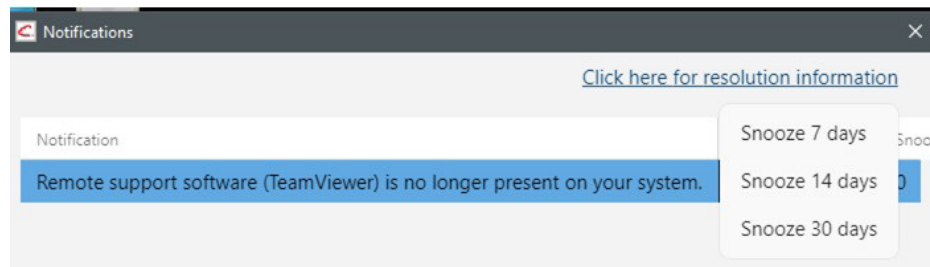 Notifications
Click here for resolution information
Notification
Snooze 7 days
Remote support software (TeamViewer) is no longer present on your system.
Snooze 14 days
Snooze 30 days